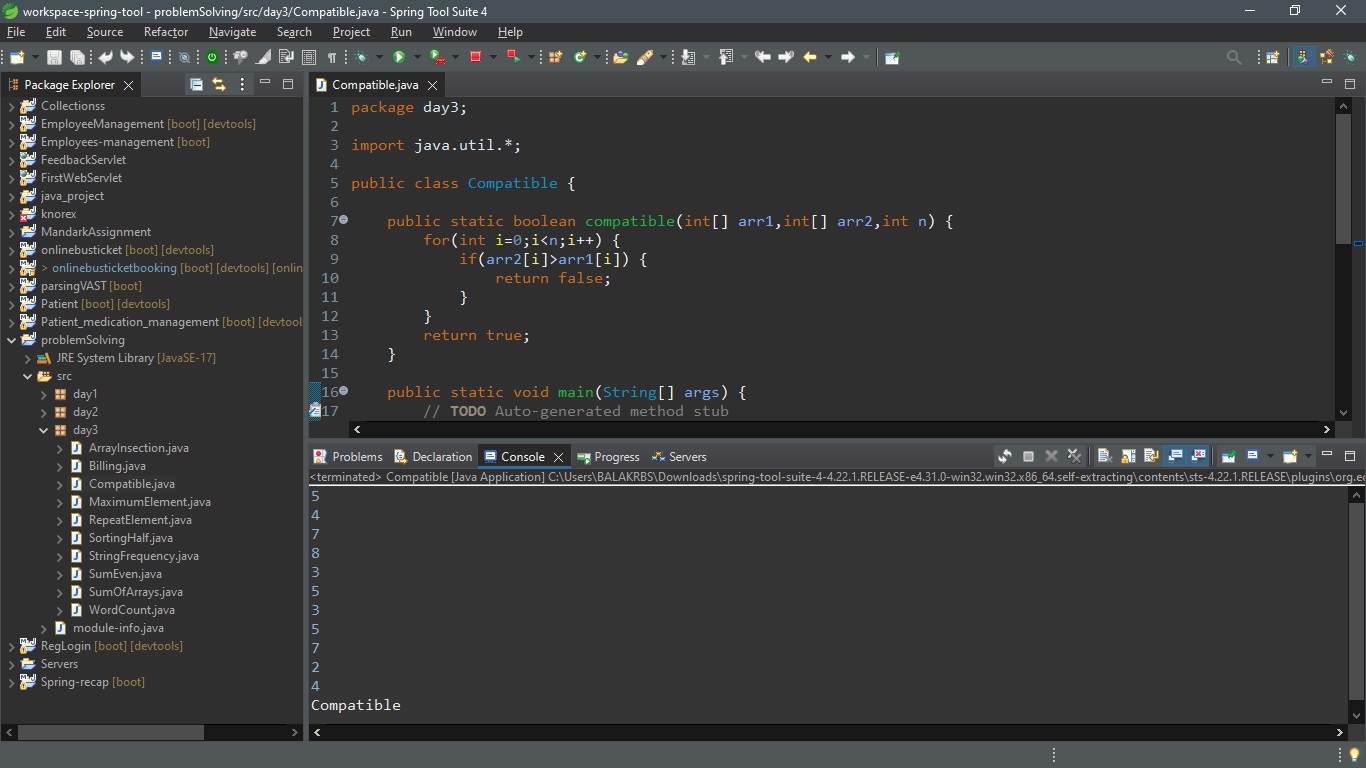 workspace-spring-tool - problemSolving/src/day3/Compatible.java - Spring Tool Suite 4
File Edit Source Refactor Navigate Search Project Run Window Help
Package Explorer
Collectionss
EmployeeManagement [boot] [devtools]
Employees-management [boot]
FeedbackServlet
FirstWebServlet
java_project
knorex
MandarkAssignment
onlinebusticket [boot] [devtools]
> onlinebusticketbooking [boot] [devtools] [onlin
parsingVAST [boot]
Patient [boot] [devtools]
Patient_medication_management [boot] [devtool
problemSolving
JRE System Library [JavaSE-17]
src
day1
day2
day3
ArrayInsection.java
Billing.java
Compatible.java
MaximumElement.java
RepeatElement.java
SortingHalf.java
StringFrequency.java
SumEven.java
SumOfArrays.java
WordCount.java
module-info.java
RegLogin [boot] [devtools]
Servers
Spring-recap [boot]
Compatible.java
1 package day3;
2
3 import java.util.*;
4
5 public class Compatible {
6
7 public static boolean compatible(int[] arr1,int[] arr2,int n) {
8 for(int i=0;i<n;i++) {
9 if(arr2[i]>arr1[i]) {
10 return false;
11 }
12 }
13 return true;
14 }
15
16 public static void main(String[] args) {
17 // TODO Auto-generated method stub
Problems Declaration Console Progress Servers
<terminated> Compatible [Java Application] C:\Users\BALAKRBS\Downloads\spring-tool-suite-4-4.22.1.RELEASE-e4.31.0-win32.win32.x86_64.self-extracting\contents\sts-4.22.1.RELEASE\plugins\org.ec
5
4
7
8
3
5
3
5
7
2
4
Compatible